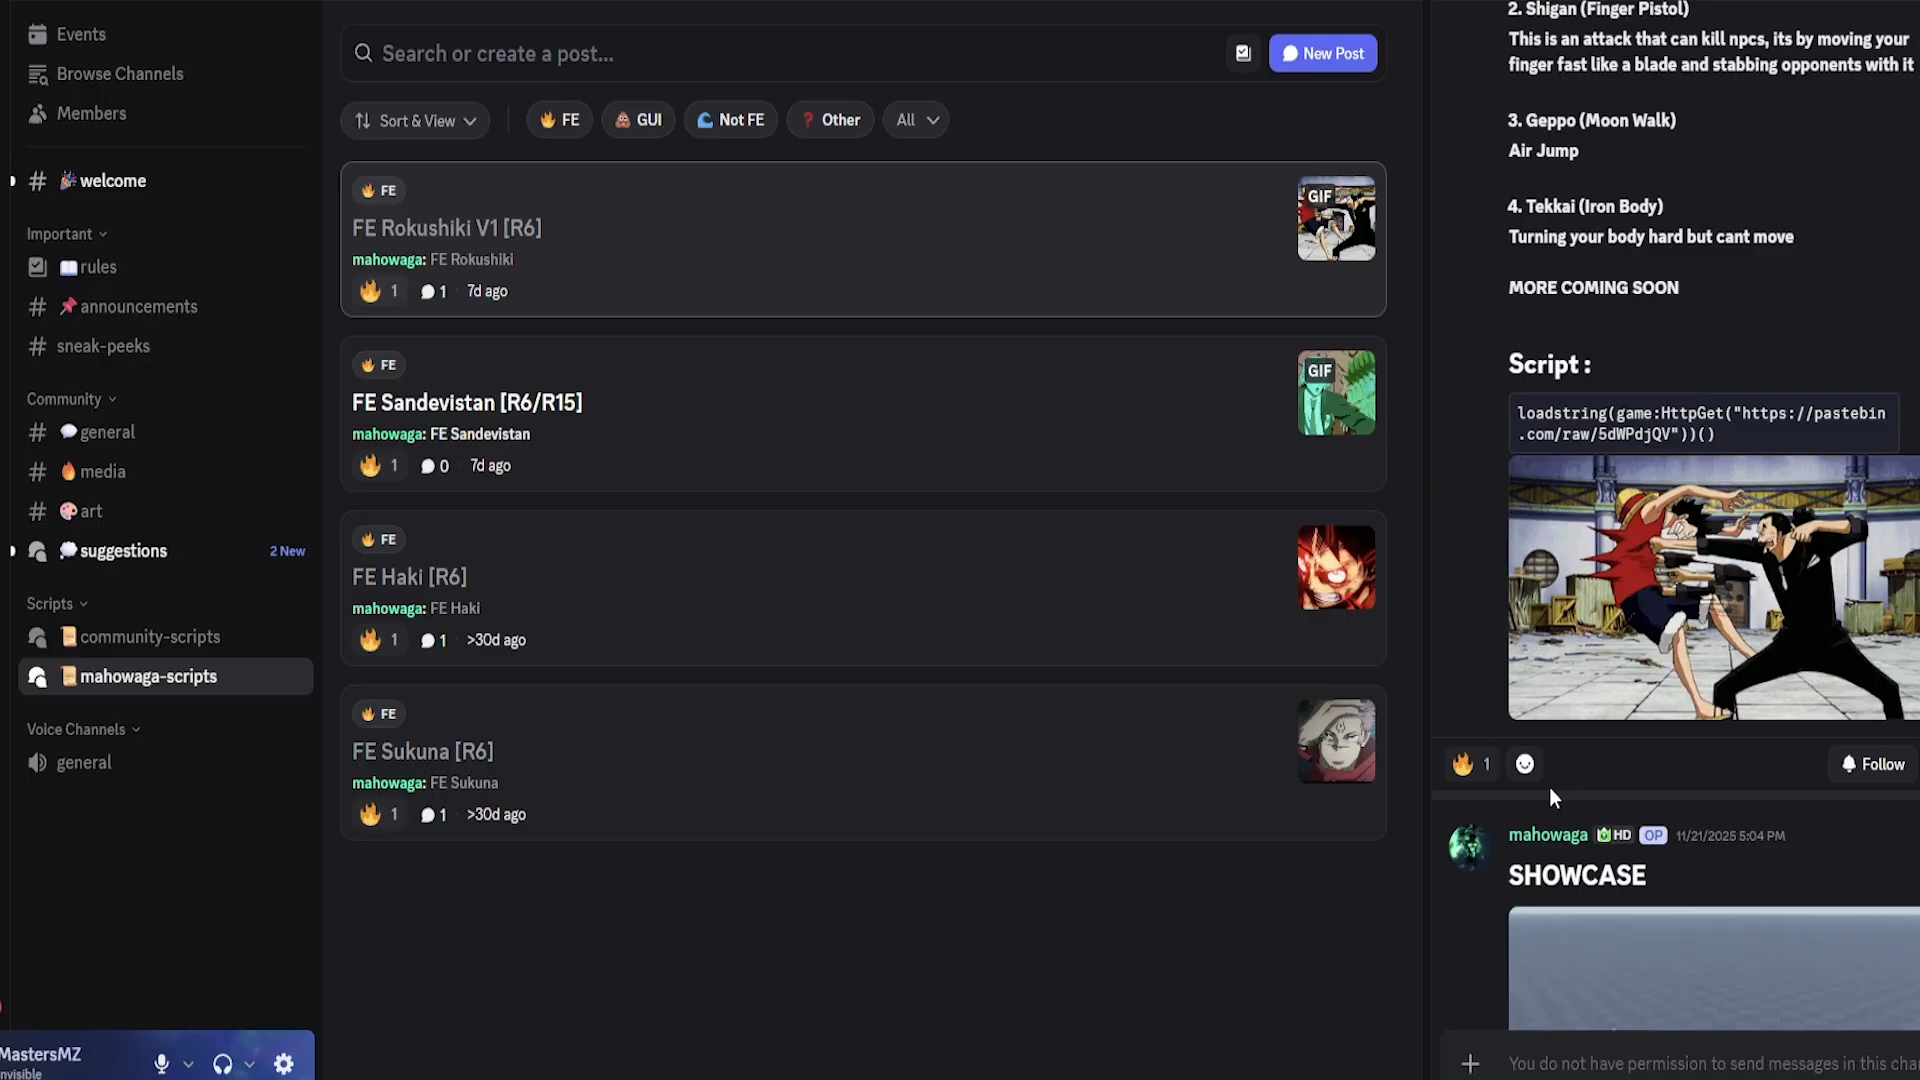 Events
Browse Channels
Members
welcome
Important
rules
announcements
sneak-peeks
Community
general
media
art
suggestions
2 New
Scripts
community-scripts
mahowaga-scripts
Voice Channels
general
MastersMZ
nvisible
Search or create a post...
New Post
Sort & View
FE
GUI
Not FE
Other
All
FE
FE Rokushiki V1 [R6]
mahowaga: FE Rokushiki
1 1 7d ago
GIF
FE
FE Sandevistan [R6/R15]
mahowaga: FE Sandevistan
1 0 7d ago
GIF
FE
FE Haki [R6]
mahowaga: FE Haki
1 1 >30d ago
FE
FE Sukuna [R6]
mahowaga: FE Sukuna
1 1 >30d ago
2. Shigan (Finger Pistol)
This is an attack that can kill npcs, its by moving your
finger fast like a blade and stabbing opponents with it
3. Geppo (Moon Walk)
Air Jump
4. Tekkai (Iron Body)
Turning your body hard but cant move
MORE COMING SOON
Script :
loadstring(game:HttpGet("https://pastebin
.com/raw/5dWPdjQV"))()
1
Follow
mahowaga HD OP 11/21/2025 5:04 PM
SHOWCASE
You do not have permission to send messages in this cha